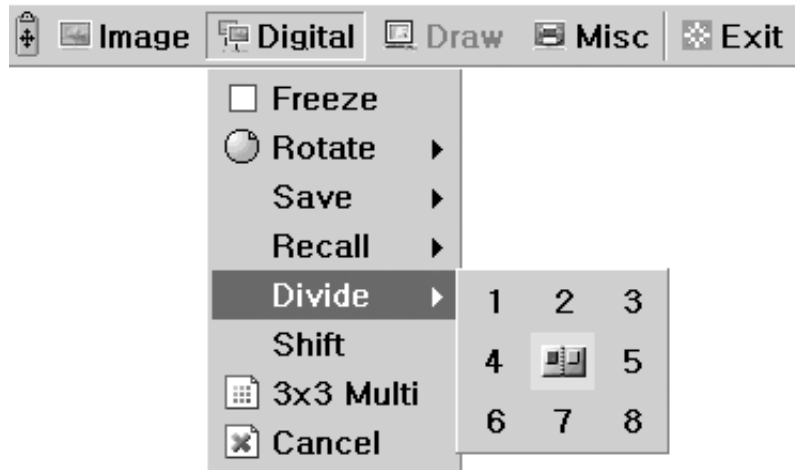 Image Digital Draw Misc Exit
Freeze
Rotate
Save
Recall
Divide
1 2 3
Shift
4 5
3x3 Multi
6 7 8
Cancel